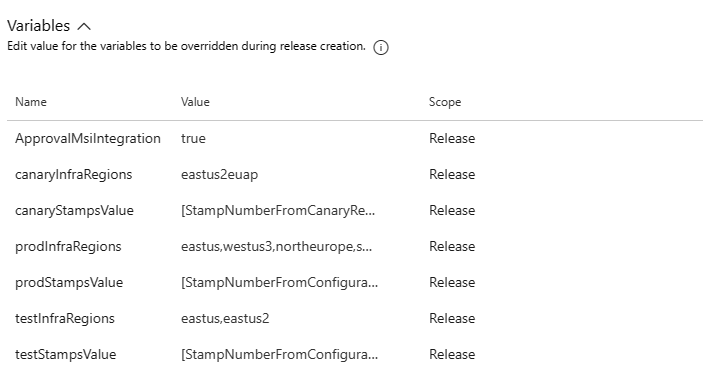 Variables
Edit value for the variables to be overridden during release creation.
Name Value Scope
ApprovalMsiIntegration true Release
canaryInfraRegions eastus2euap Release
canaryStampsValue [StampNumberFromCanaryRe... Release
prodInfraRegions eastus,westus3,northeurope,s... Release
prodStampsValue [StampNumberFromConfigura... Release
testInfraRegions eastus,eastus2 Release
testStampsValue [StampNumberFromConfigura... Release